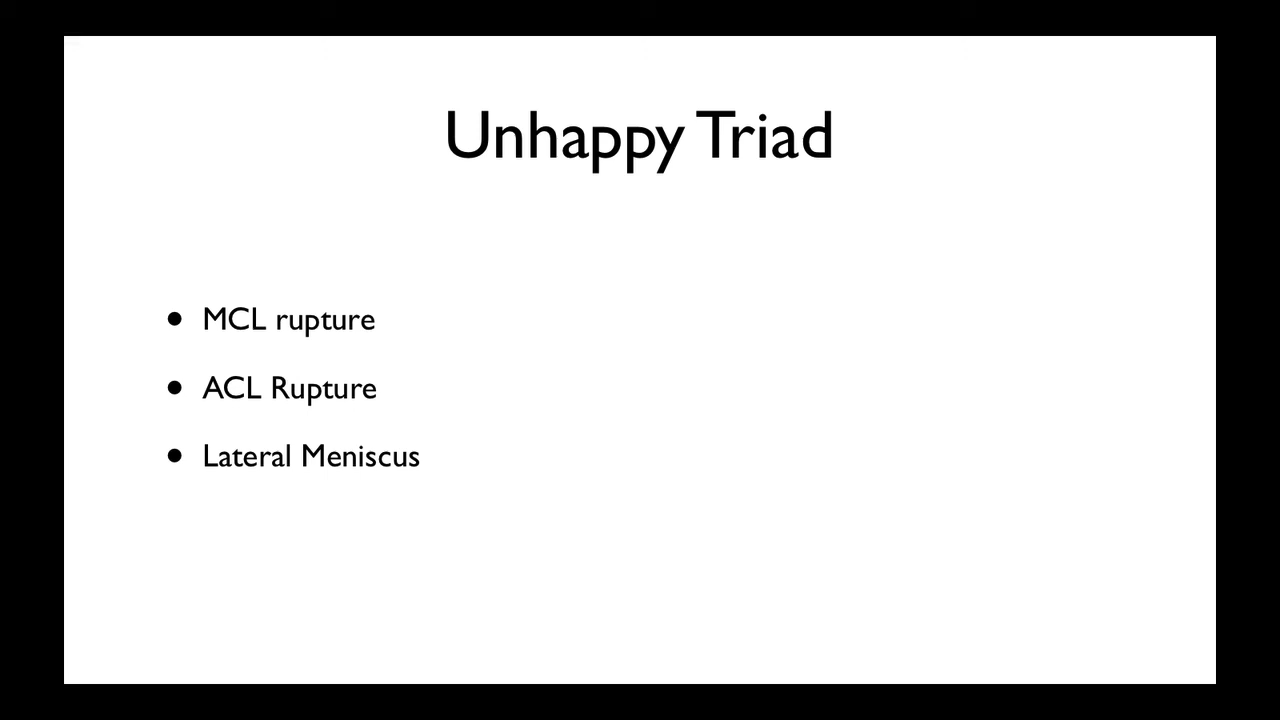 Unhappy Triad
• MCL rupture
• ACL Rupture
• Lateral Meniscus